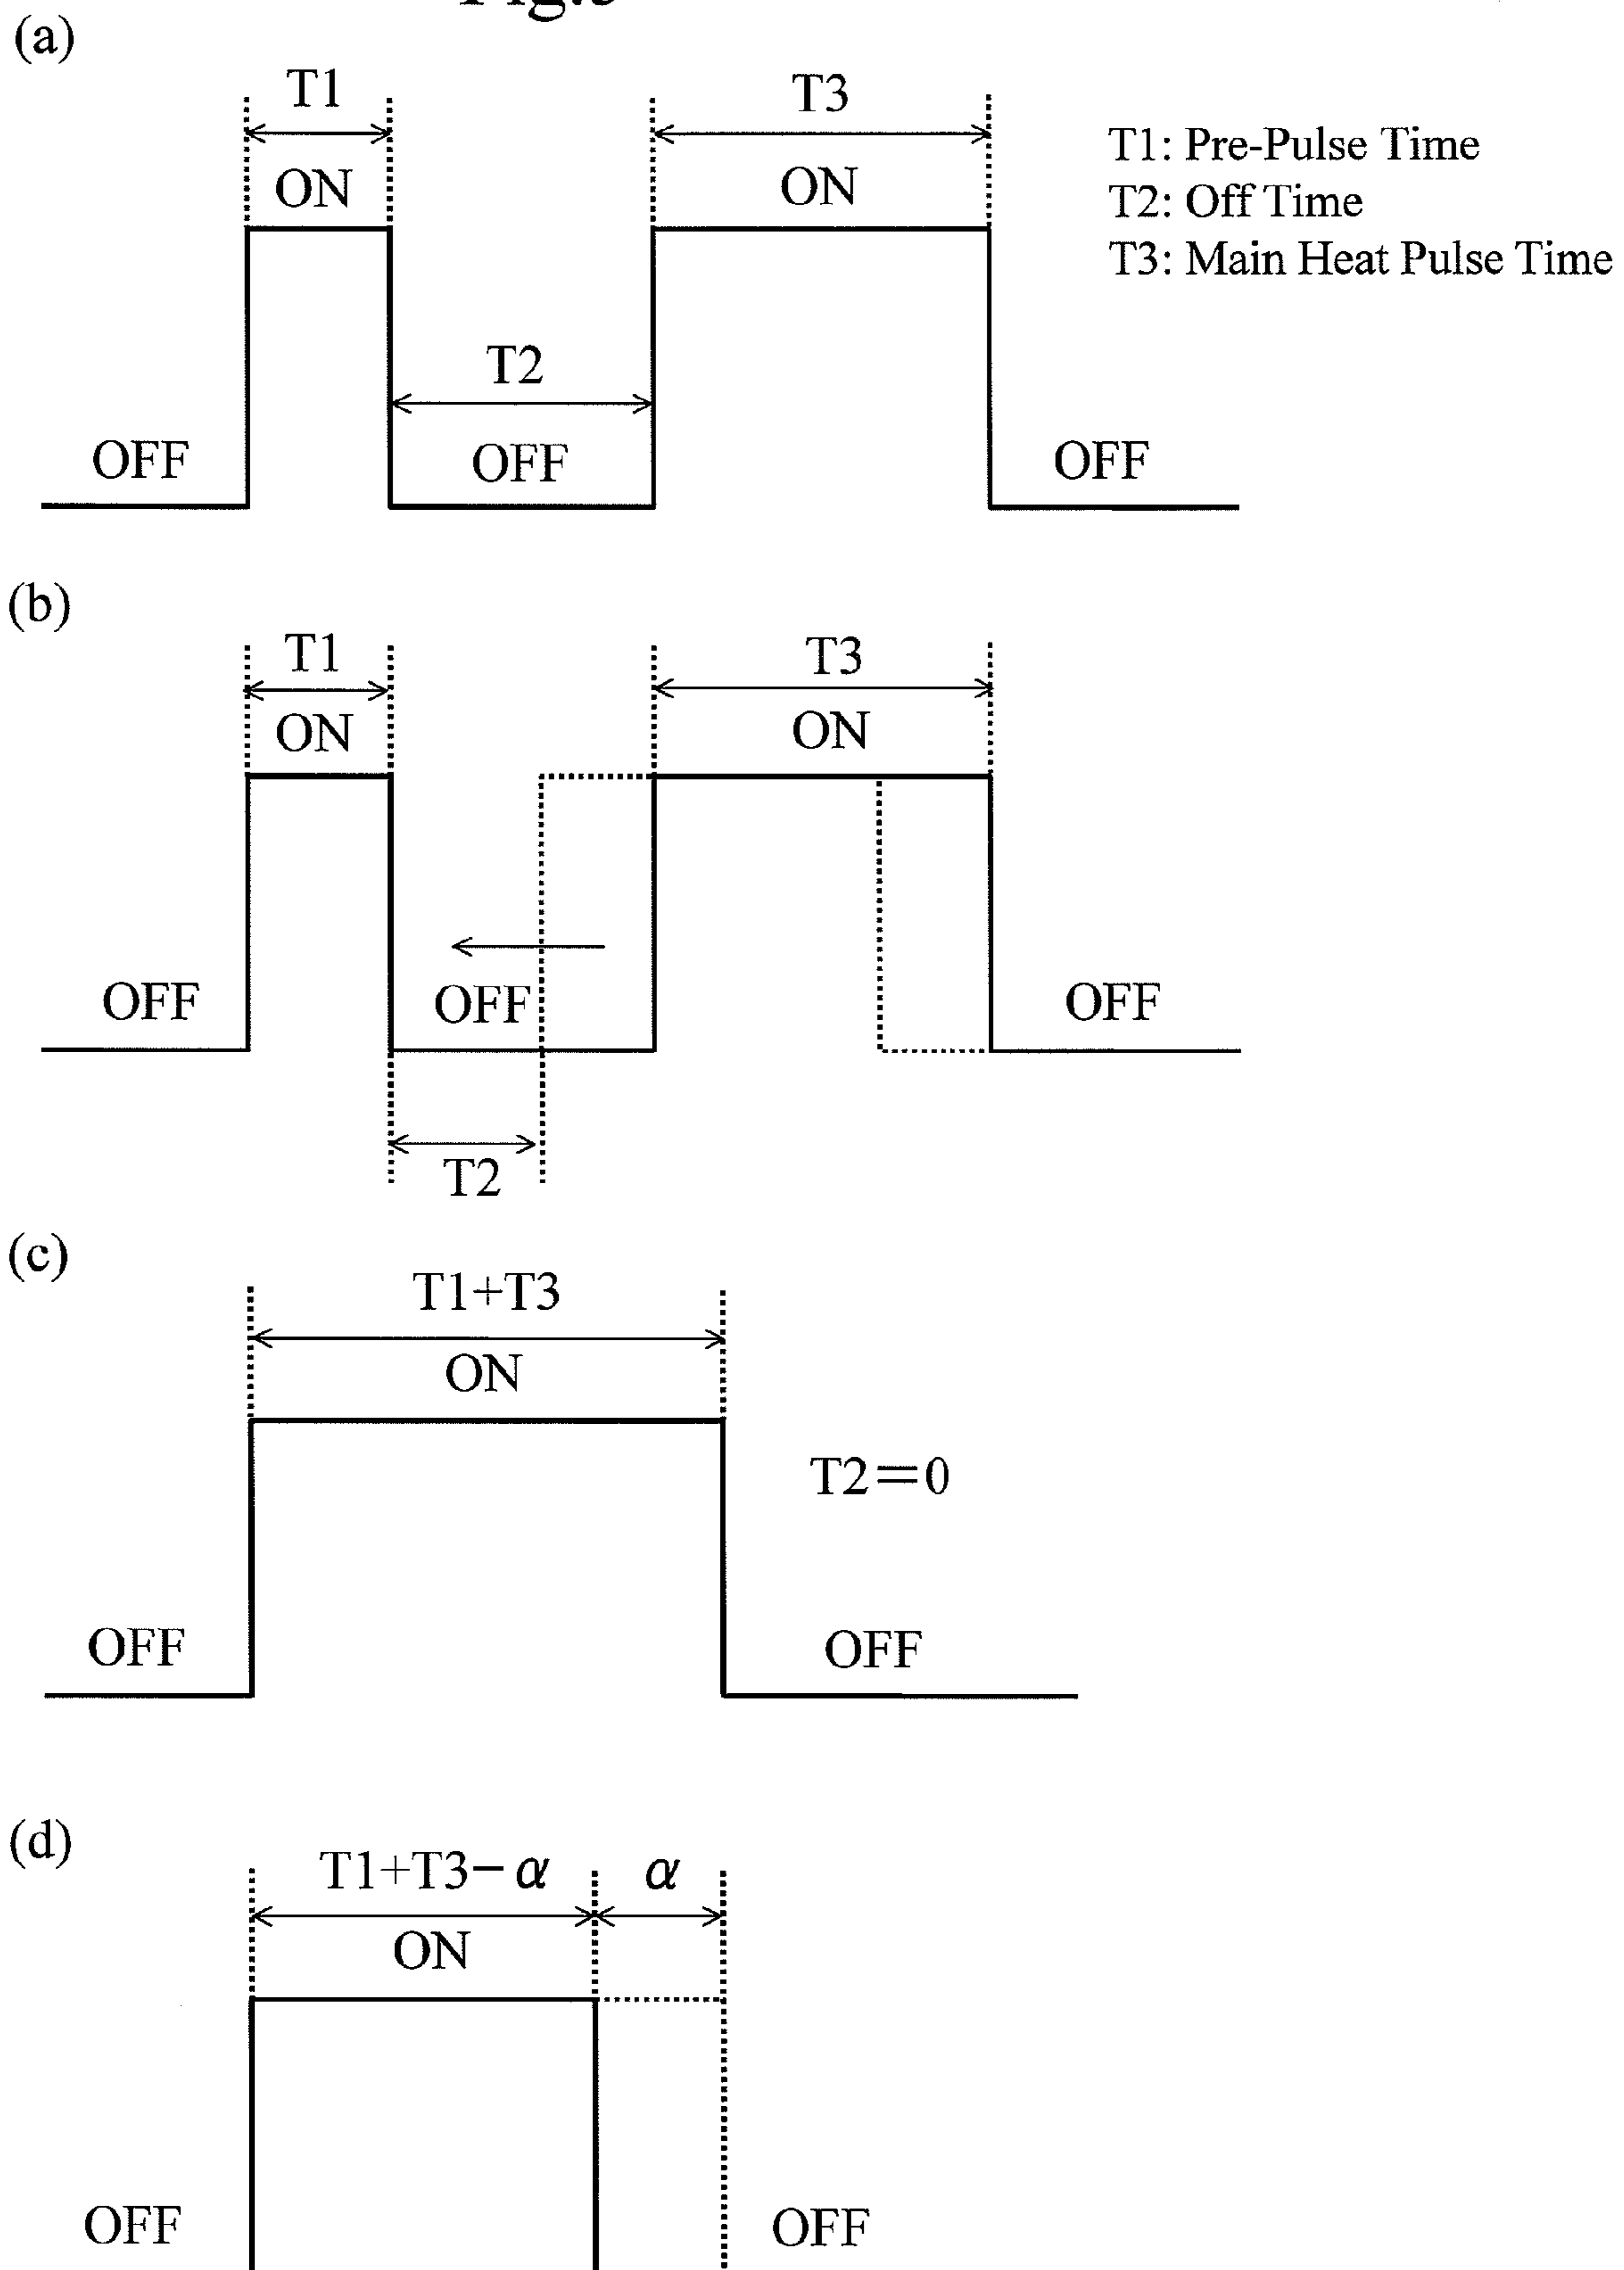 (a)
T1
T3
ON
ON
T1: Pre-Pulse Time
T2: Off Time
T3: Main Heat Pulse Time
T2
OFF
OFF
OFF
(b)
T1
T3
ON
ON
OFF
OFF
OFF
T2
(c)
T1+T3
ON
T2=0
OFF
OFF
(d)
T1+T3−α
α
ON
OFF
OFF